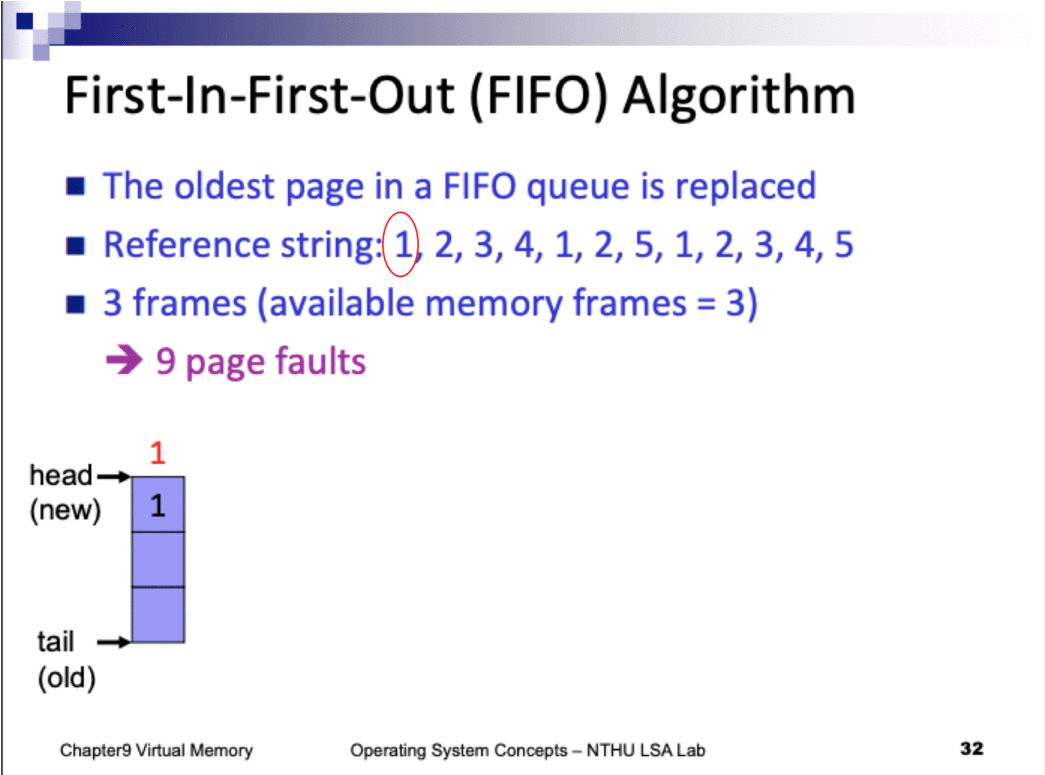 First-In-First-Out (FIFO) Algorithm
The oldest page in a FIFO queue is replaced
Reference string: 1, 2, 3, 4, 1, 2, 5, 1, 2, 3, 4, 5
3 frames (available memory frames = 3)
➔ 9 page faults
1
head
(new)
1
tail
(old)
Chapter9 Virtual Memory
Operating System Concepts – NTHU LSA Lab
32